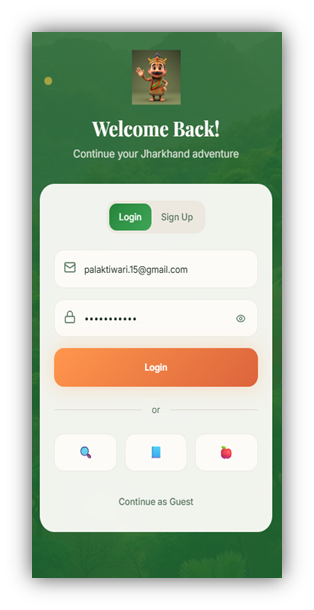 Welcome Back!
Continue your Jharkhand adventure
Login Sign Up
palaktiwari.15@gmail.com
•••••••••••
Login
or
Continue as Guest